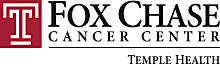 T
FOX CHASE
CANCER CENTER
TEMPLE HEALTH